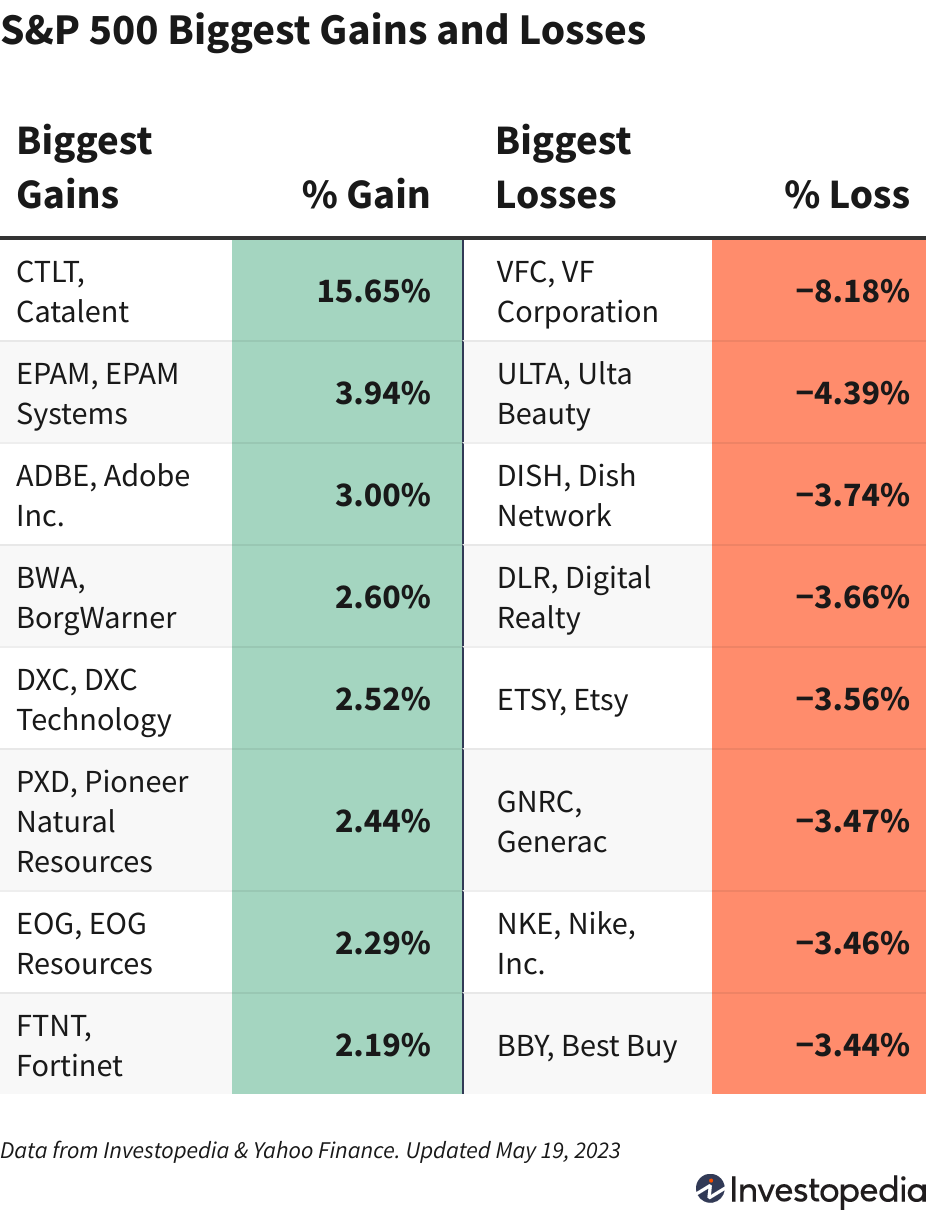 S&P 500 Biggest Gains and Losses
Biggest
Gains
% Gain
Biggest
Losses
% Loss
CTLT,
Catalent
15.65%
VFC, VF
Corporation
−8.18%
EPAM, EPAM
Systems
3.94%
ULTA, Ulta
Beauty
−4.39%
ADBE, Adobe
Inc.
3.00%
DISH, Dish
Network
−3.74%
BWA,
BorgWarner
2.60%
DLR, Digital
Realty
−3.66%
DXC, DXC
Technology
2.52%
ETSY, Etsy
−3.56%
PXD, Pioneer
Natural
Resources
2.44%
GNRC,
Generac
−3.47%
EOG, EOG
Resources
2.29%
NKE, Nike,
Inc.
−3.46%
FTNT,
Fortinet
2.19%
BBY, Best Buy
−3.44%
Data from Investopedia & Yahoo Finance. Updated May 19, 2023
Investopedia